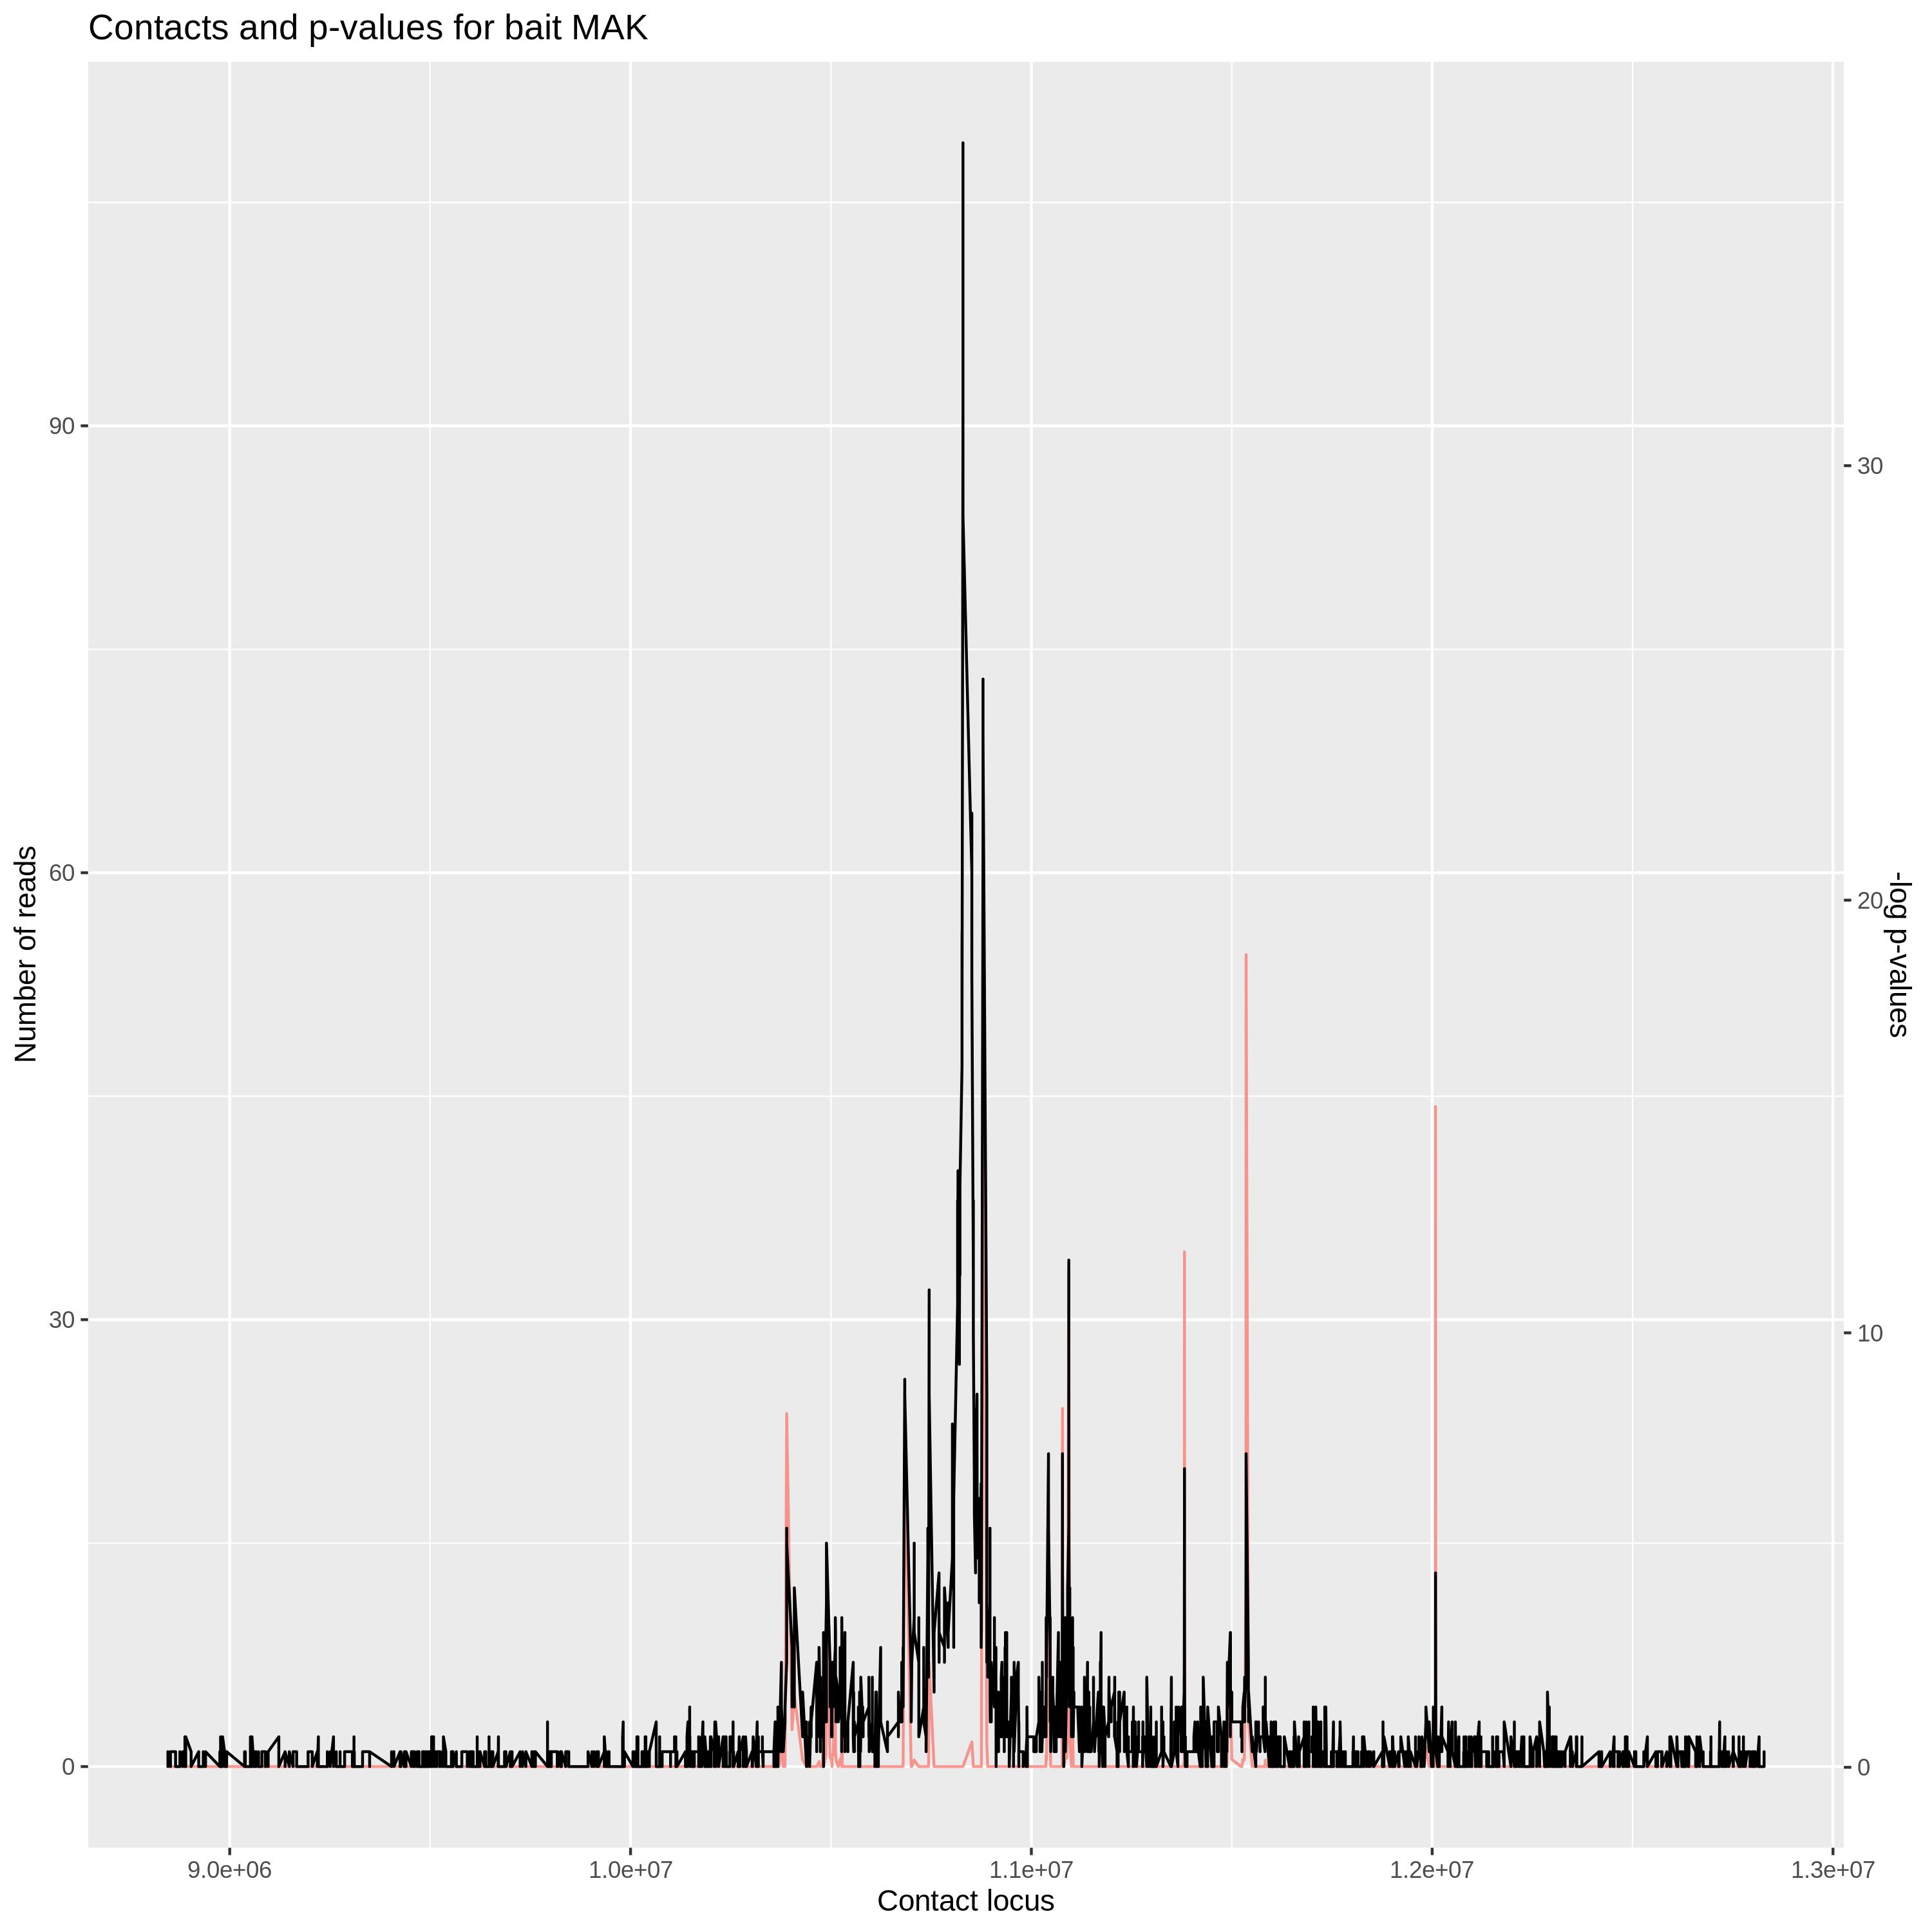 Contacts and p-values for bait MAK
90
60
30
0
30
20
10
0
Number of reads
-log p-values
9.0e+06 1.0e+07 1.1e+07 1.2e+07 1.3e+07
Contact locus